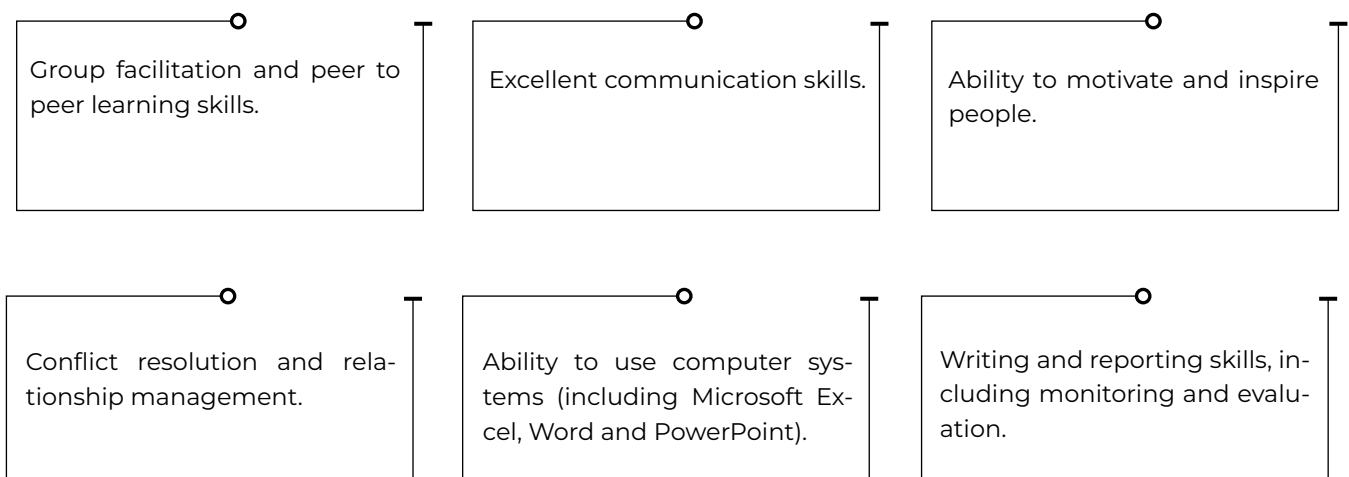 Group facilitation and peer to
peer learning skills.
Excellent communication skills.
Ability to motivate and inspire
people.
Conflict resolution and rela-
tionship management.
Ability to use computer sys-
tems (including Microsoft Ex-
cel, Word and PowerPoint).
Writing and reporting skills, in-
cluding monitoring and evalu-
ation.